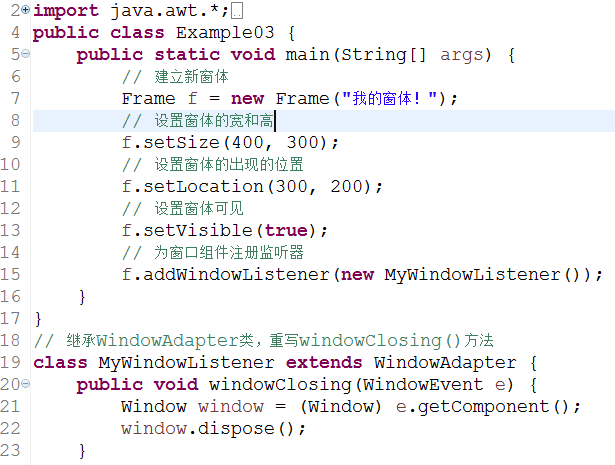 2 import java.awt.*;
4 public class Example03 {
5     public static void main(String[] args) {
6         // 建立新窗体
7         Frame f = new Frame("我的窗体！");
8         // 设置窗体的宽和高
9         f.setSize(400, 300);
10         // 设置窗体的出现的位置
11         f.setLocation(300, 200);
12         // 设置窗体可见
13         f.setVisible(true);
14         // 为窗口组件注册监听器
15         f.addWindowListener(new MyWindowListener());
16     }
17 }
18 // 继承WindowAdapter类，重写windowClosing()方法
19 class MyWindowListener extends WindowAdapter {
20     public void windowClosing(WindowEvent e) {
21         Window window = (Window) e.getComponent();
22         window.dispose();
23     }